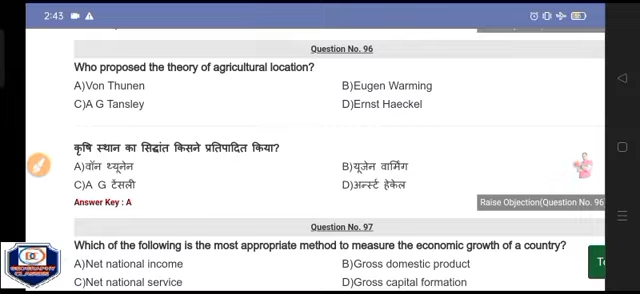 2:43
Question No. 96
Who proposed the theory of agricultural location?
A)Von Thunen B)Eugen Warming
C)A G Tansley D)Ernst Haeckel
कृषि स्थान का सिद्धांत किसने प्रतिपादित किया?
A)वॉन थ्यूनेन B)यूजेन वार्मिंग
C)A G टेंसली D)अर्न्स्ट हेकेल
Answer Key : A
Raise Objection(Question No. 96
Question No. 97
Which of the following is the most appropriate method to measure the economic growth of a country?
A)Net national income B)Gross domestic product
C)Net national service D)Gross capital formation
GEOGRAPHY
CLASSES